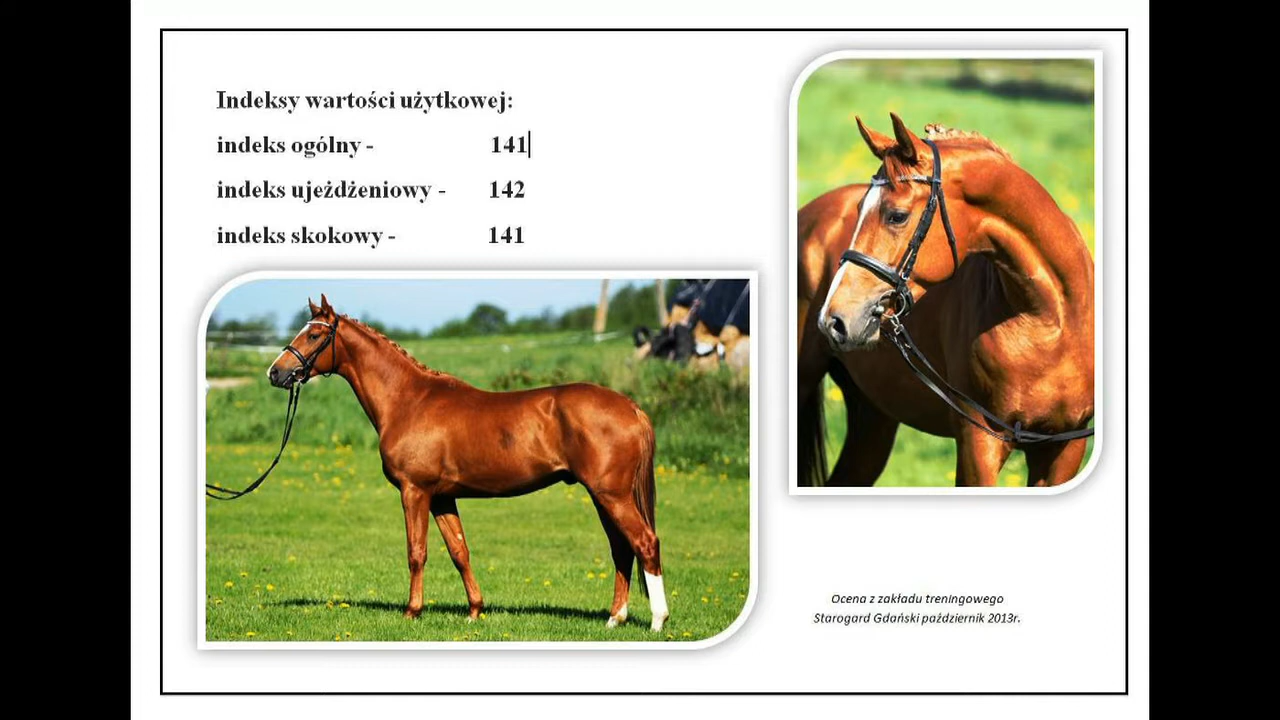 Indeksy wartości użytkowej:
indeks ogólny - 141
indeks ujeżdżeniowy - 142
indeks skokowy - 141
Ocena z zakładu treningowego
Starogard Gdański październik 2013r.